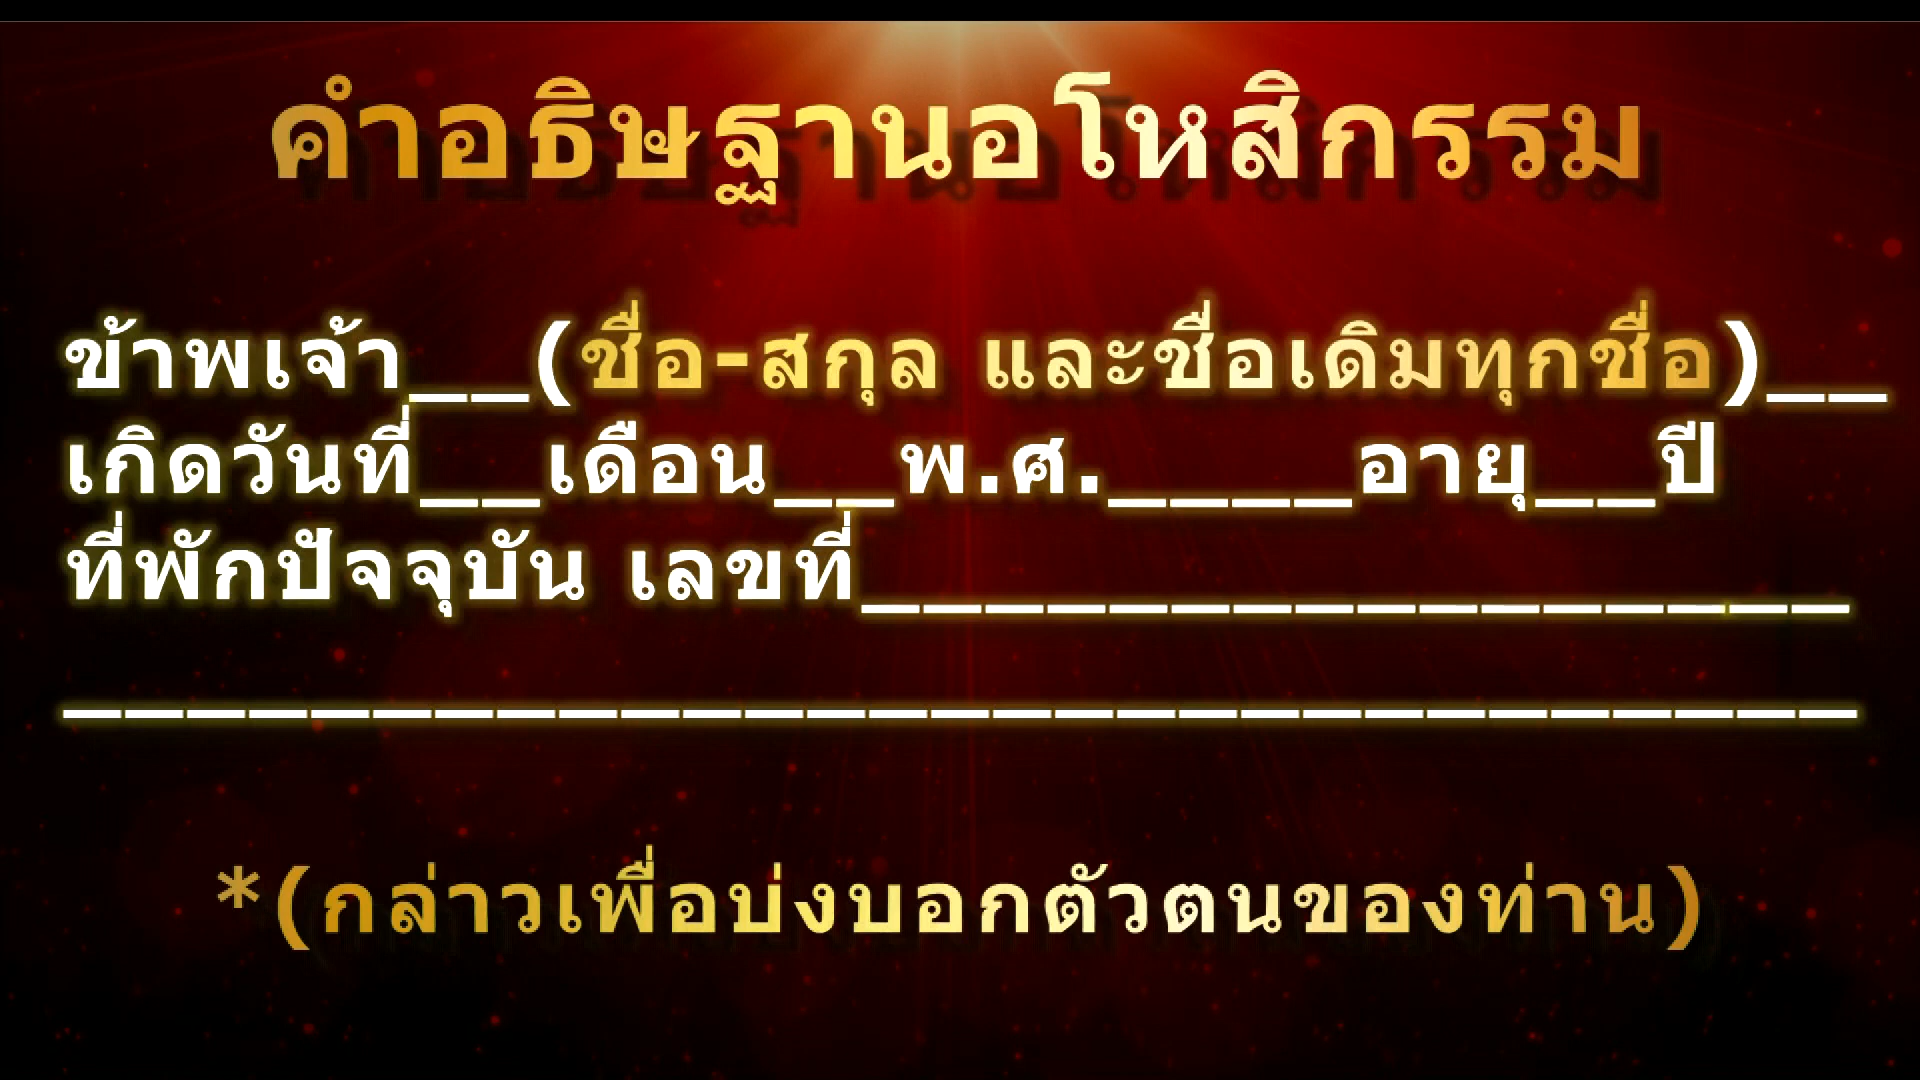 คำอธิษฐานอโหสิกรรม
ข้าพเจ้า__(ชื่อ-สกุล และชื่อเดิมทุกชื่อ)__
เกิดวันที่__เดือน__พ.ศ.____อายุ__ปี
ที่พักปัจจุบัน เลขที่________________
_____________________________
*(กล่าวเพื่อบ่งบอกตัวตนของท่าน)